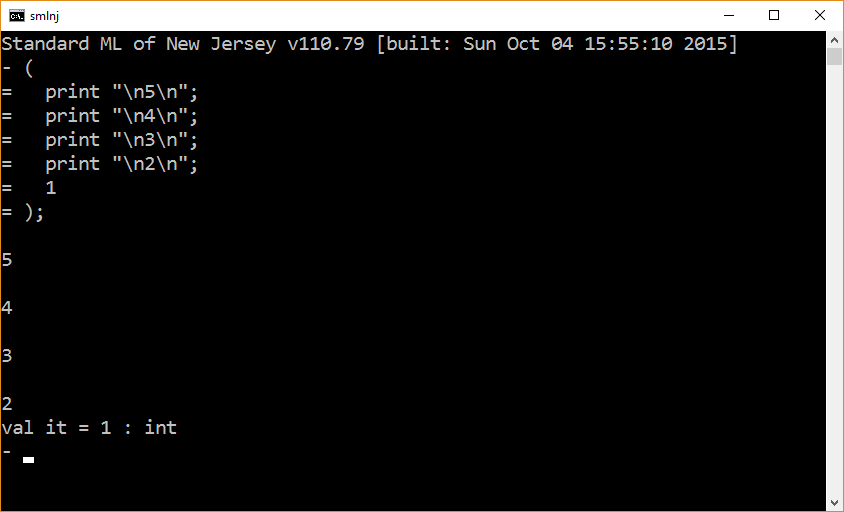 smlnj
Standard ML of New Jersey v110.79 [built: Sun Oct 04 15:55:10 2015]
- (
=   print "\n5\n";
=   print "\n4\n";
=   print "\n3\n";
=   print "\n2\n";
=   1
= );
5
4
3
2
val it = 1 : int
-